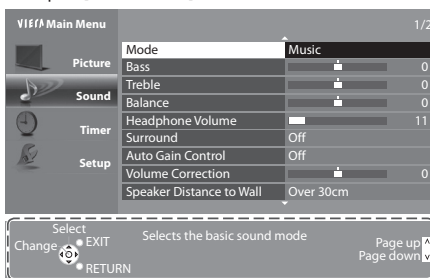 VIErA Main Menu 1/2
Picture
Sound
Timer
Setup
Mode Music
Bass 0
Treble 0
Balance 0
Headphone Volume 11
Surround Off
Auto Gain Control Off
Volume Correction 0
Speaker Distance to Wall Over 30cm
Select
Change
EXIT
RETURN
Selects the basic sound mode
Page up
Page down